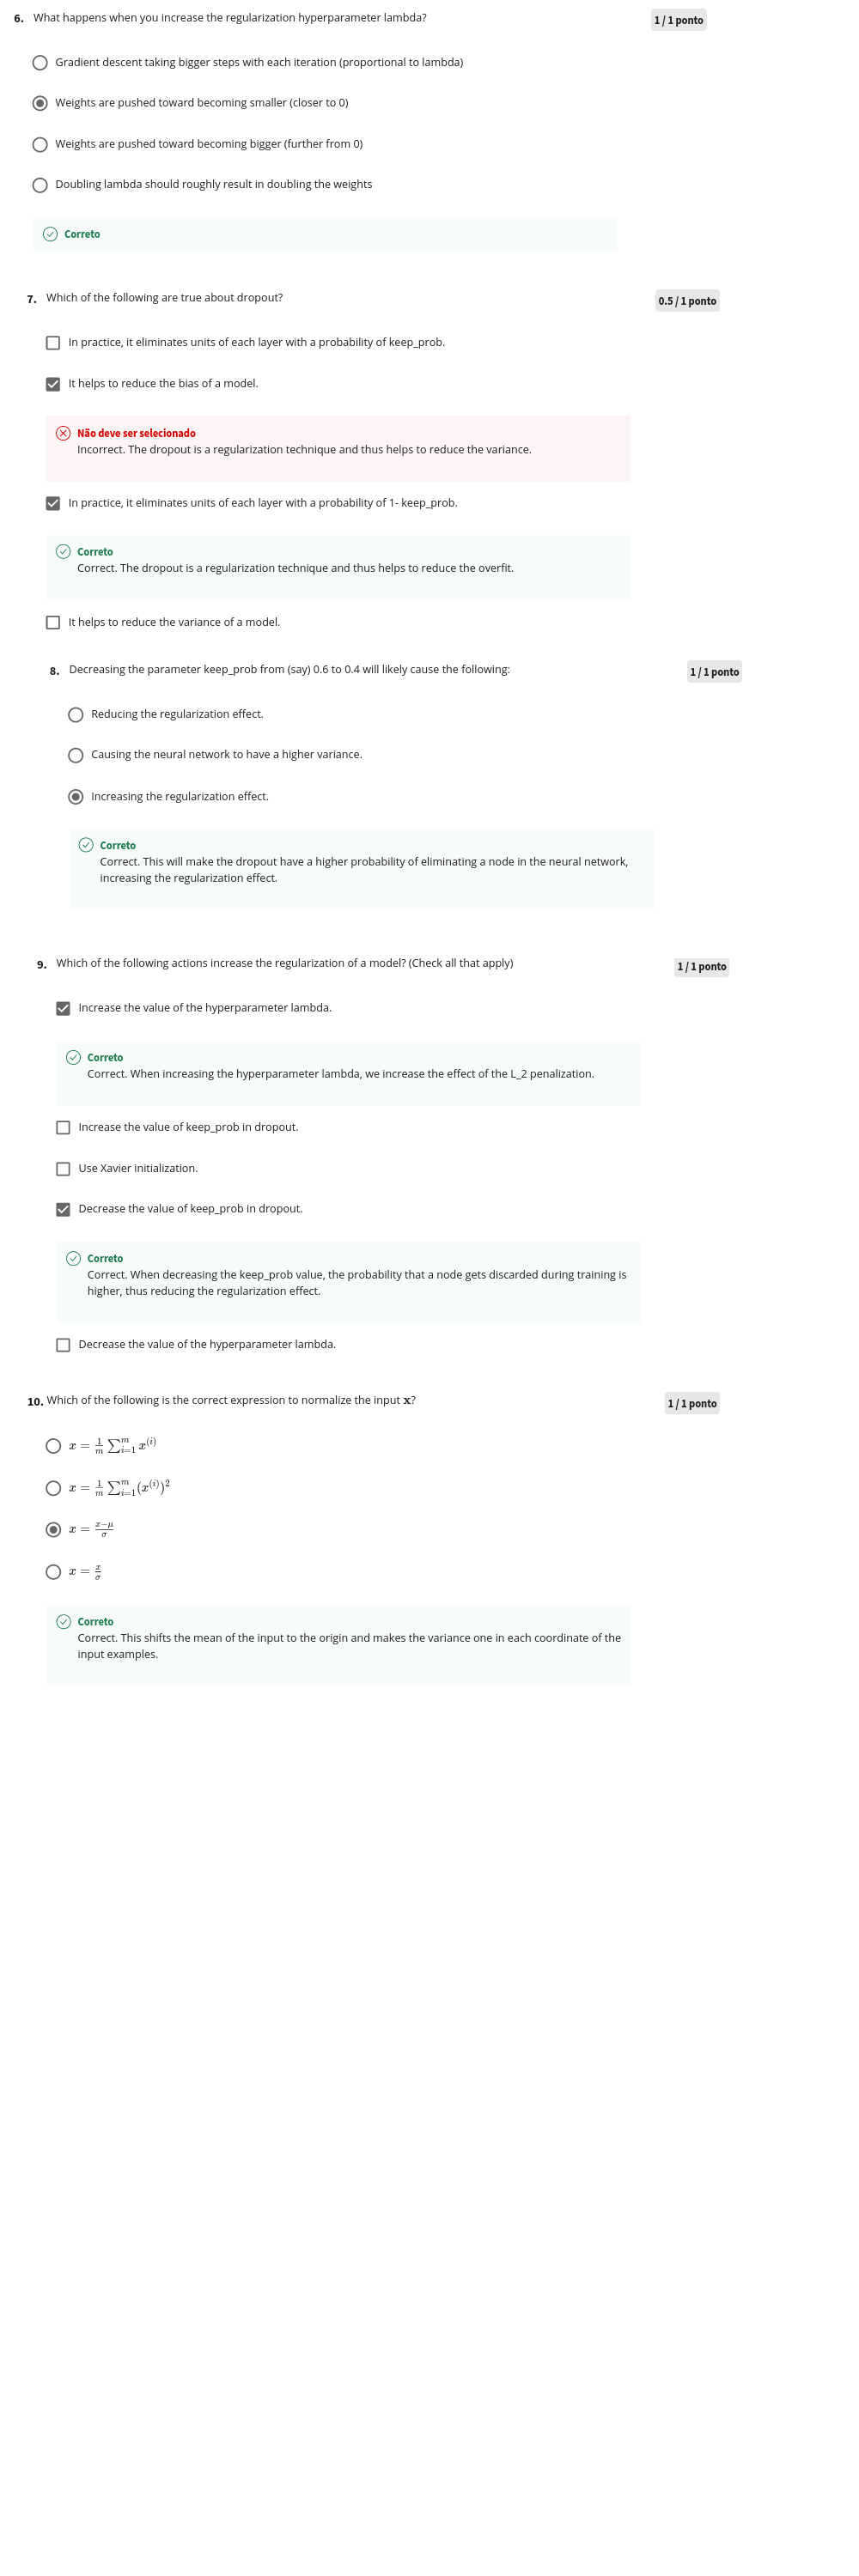 6. What happens when you increase the regularization hyperparameter lambda?
1 / 1 ponto
Gradient descent taking bigger steps with each iteration (proportional to lambda)
Weights are pushed toward becoming smaller (closer to 0)
Weights are pushed toward becoming bigger (further from 0)
Doubling lambda should roughly result in doubling the weights
Correto
7. Which of the following are true about dropout?
0.5 / 1 ponto
In practice, it eliminates units of each layer with a probability of keep_prob.
It helps to reduce the bias of a model.
Não deve ser selecionado
Incorrect. The dropout is a regularization technique and thus helps to reduce the variance.
In practice, it eliminates units of each layer with a probability of 1- keep_prob.
Correto
Correct. The dropout is a regularization technique and thus helps to reduce the overfit.
It helps to reduce the variance of a model.
8. Decreasing the parameter keep_prob from (say) 0.6 to 0.4 will likely cause the following:
1 / 1 ponto
Reducing the regularization effect.
Causing the neural network to have a higher variance.
Increasing the regularization effect.
Correto
Correct. This will make the dropout have a higher probability of eliminating a node in the neural network,
increasing the regularization effect.
9. Which of the following actions increase the regularization of a model? (Check all that apply)
1 / 1 ponto
Increase the value of the hyperparameter lambda.
Correto
Correct. When increasing the hyperparameter lambda, we increase the effect of the L_2 penalization.
Increase the value of keep_prob in dropout.
Use Xavier initialization.
Decrease the value of keep_prob in dropout.
Correto
Correct. When decreasing the keep_prob value, the probability that a node gets discarded during training is
higher, thus reducing the regularization effect.
Decrease the value of the hyperparameter lambda.
10. Which of the following is the correct expression to normalize the input x?
1 / 1 ponto
x = \frac{1}{m} \sum_{i=1}^{m} x^{(i)}
x = \frac{1}{m} \sum_{i=1}^{m} (x^{(i)})^2
x = \frac{x-μ}{σ}
x = \frac{x}{σ}
Correto
Correct. This shifts the mean of the input to the origin and makes the variance one in each coordinate of the
input examples.